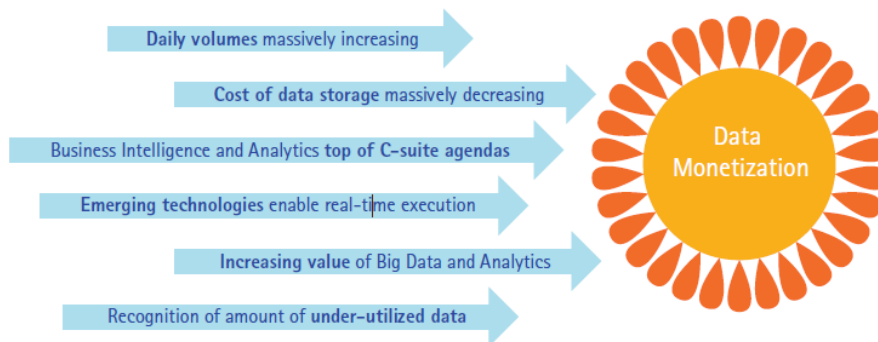 Daily volumes massively increasing
Cost of data storage massively decreasing
Business Intelligence and Analytics top of C-suite agendas
Emerging technologies enable real-time execution
Increasing value of Big Data and Analytics
Recognition of amount of under-utilized data
Data
Monetization